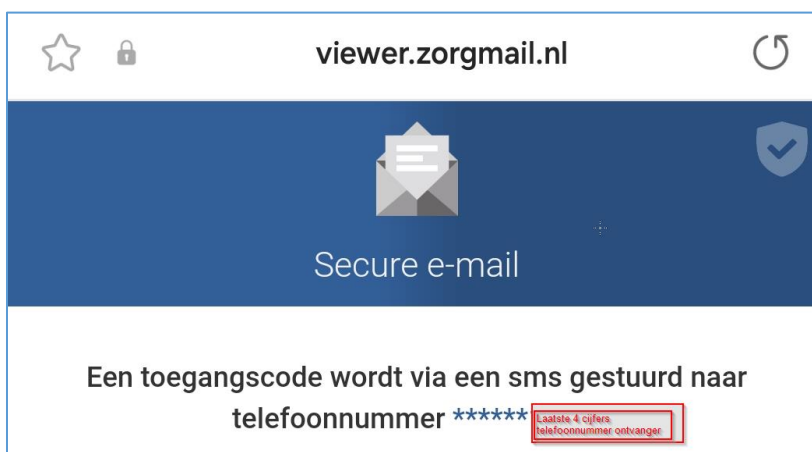 viewer.zorgmail.nl
Secure e-mail
Een toegangscode wordt via een sms gestuurd naar
telefoonnummer ******
Laatste 4 cijfers
telefoonnummer ontvanger